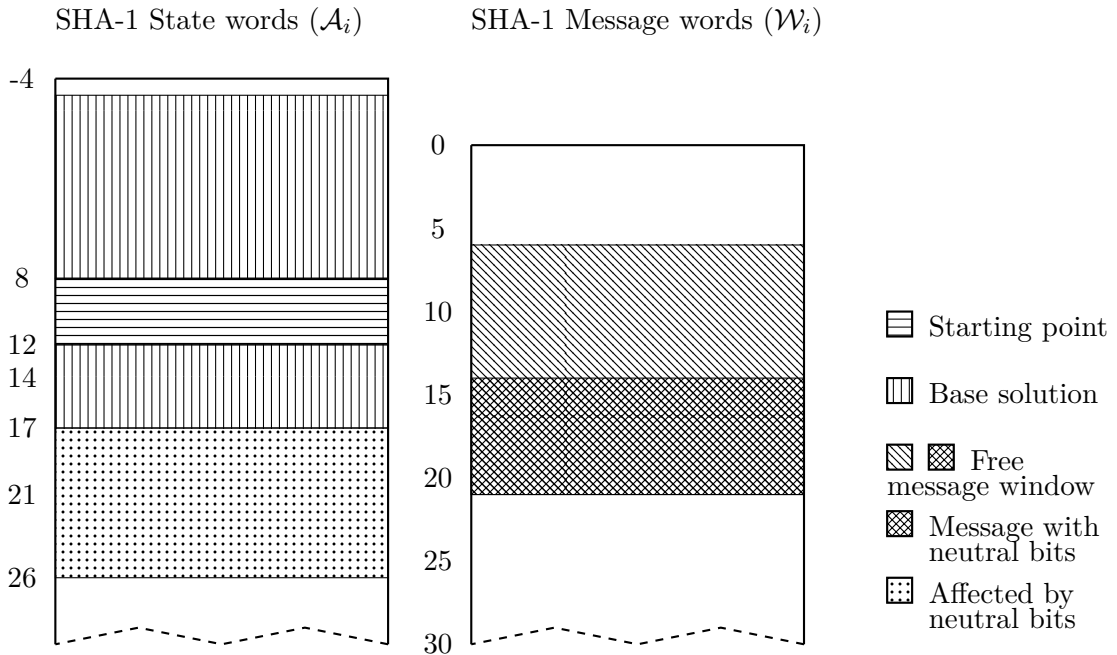 SHA-1 State words (𝒜ᵢ)
SHA-1 Message words (𝒲ᵢ)
-4
8
12
14
17
21
26
0
5
10
15
20
25
30
Starting point
Base solution
Free
message window
Message with
neutral bits
Affected by
neutral bits